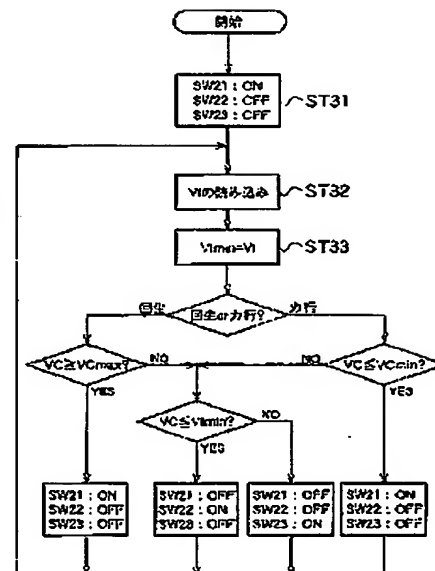 開始
SW21 : ON
SW22 : OFF
SW23 : OFF
ST31
Viの読み込み
ST32
Vimin=Vi
ST33
回生or力行?
回生
力行
VC≧VCmax?
NO
NO
VC≦VCmin?
YES
VC≦Vimin?
NO
YES
YES
SW21 : ON
SW22 : OFF
SW23 : OFF
SW21 : OFF
SW22 : ON
SW23 : OFF
SW21 : OFF
SW22 : OFF
SW23 : ON
SW21 : ON
SW22 : OFF
SW23 : OFF